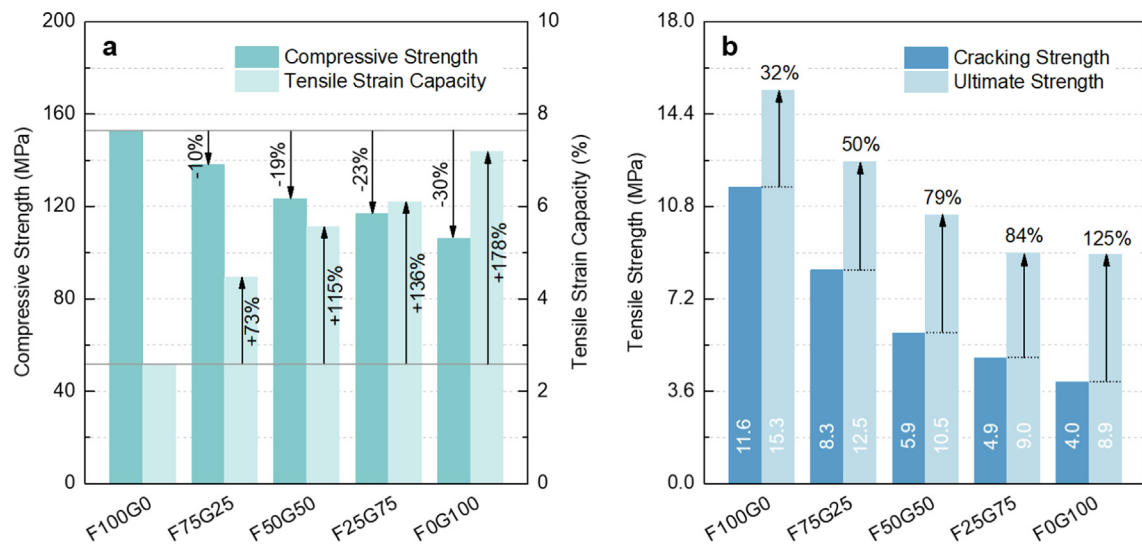 a
Compressive Strength
Tensile Strain Capacity
Compressive Strength (MPa)
200
160
120
80
40
0
10
8
6
4
2
0
Tensile Strain Capacity (%)
-10%
-19%
-23%
-30%
+73%
+115%
+136%
+178%
F100G0
F75G25
F50G50
F25G75
F0G100
b
Cracking Strength
Ultimate Strength
Tensile Strength (MPa)
18.0
14.4
10.8
7.2
3.6
0.0
32%
50%
79%
84%
125%
11.6
15.3
8.3
12.5
5.9
10.5
4.9
9.0
4.0
8.9
F100G0
F75G25
F50G50
F25G75
F0G100